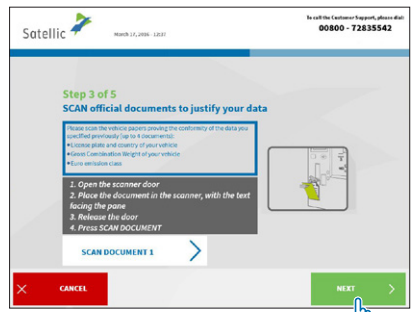 To call the Customer Support, please dial:
00800 - 72835542
Satellic
March 17, 2016 - 13:37
Step 3 of 5
SCAN official documents to justify your data
Please scan the vehicle papers proving the conformity of the data you
specified previously (up to 4 documents):
• License plate and country of your vehicle
• Gross Combination Weight of your vehicle
• Euro emission class
1. Open the scanner door
2. Place the document in the scanner, with the text
facing the pane
3. Release the door
4. Press SCAN DOCUMENT
SCAN DOCUMENT 1
CANCEL
NEXT